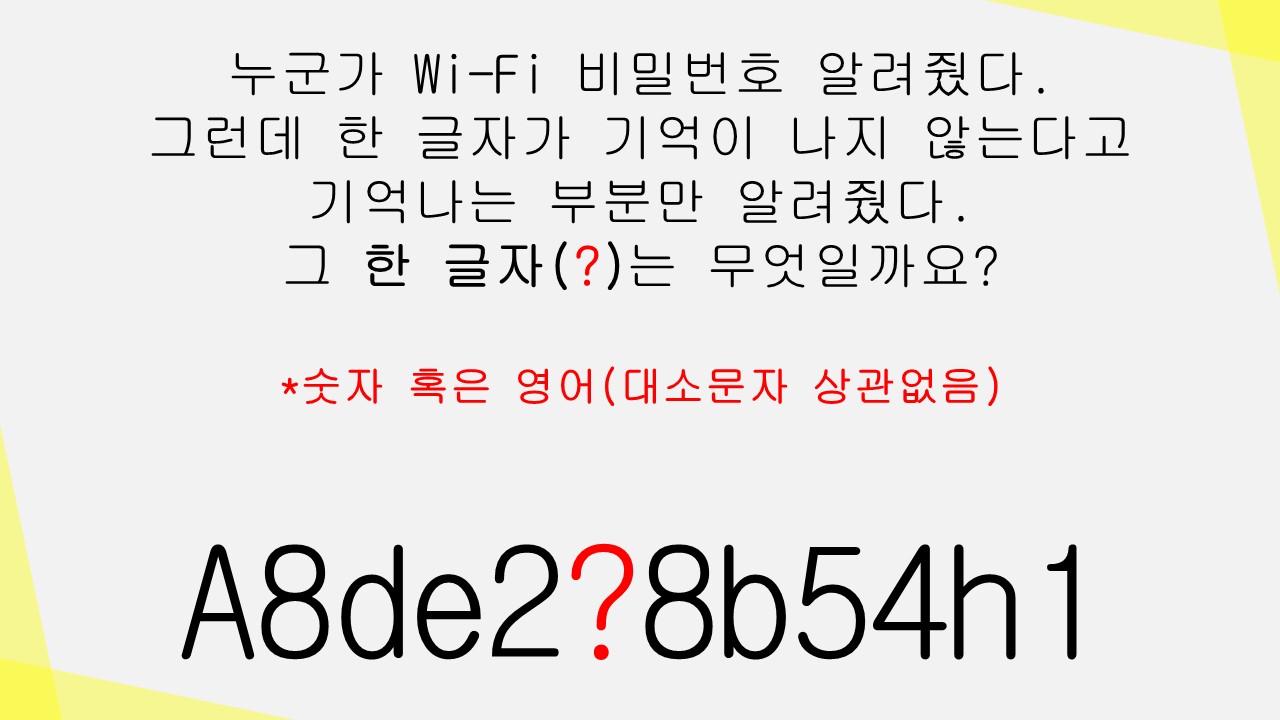 누군가 Wi-Fi 비밀번호 알려줬다.
그런데 한 글자가 기억이 나지 않는다고
기억나는 부분만 알려줬다.
그 한 글자(?)는 무엇일까요?
*숫자 혹은 영어(대소문자 상관없음)
A8de2?8b54h1